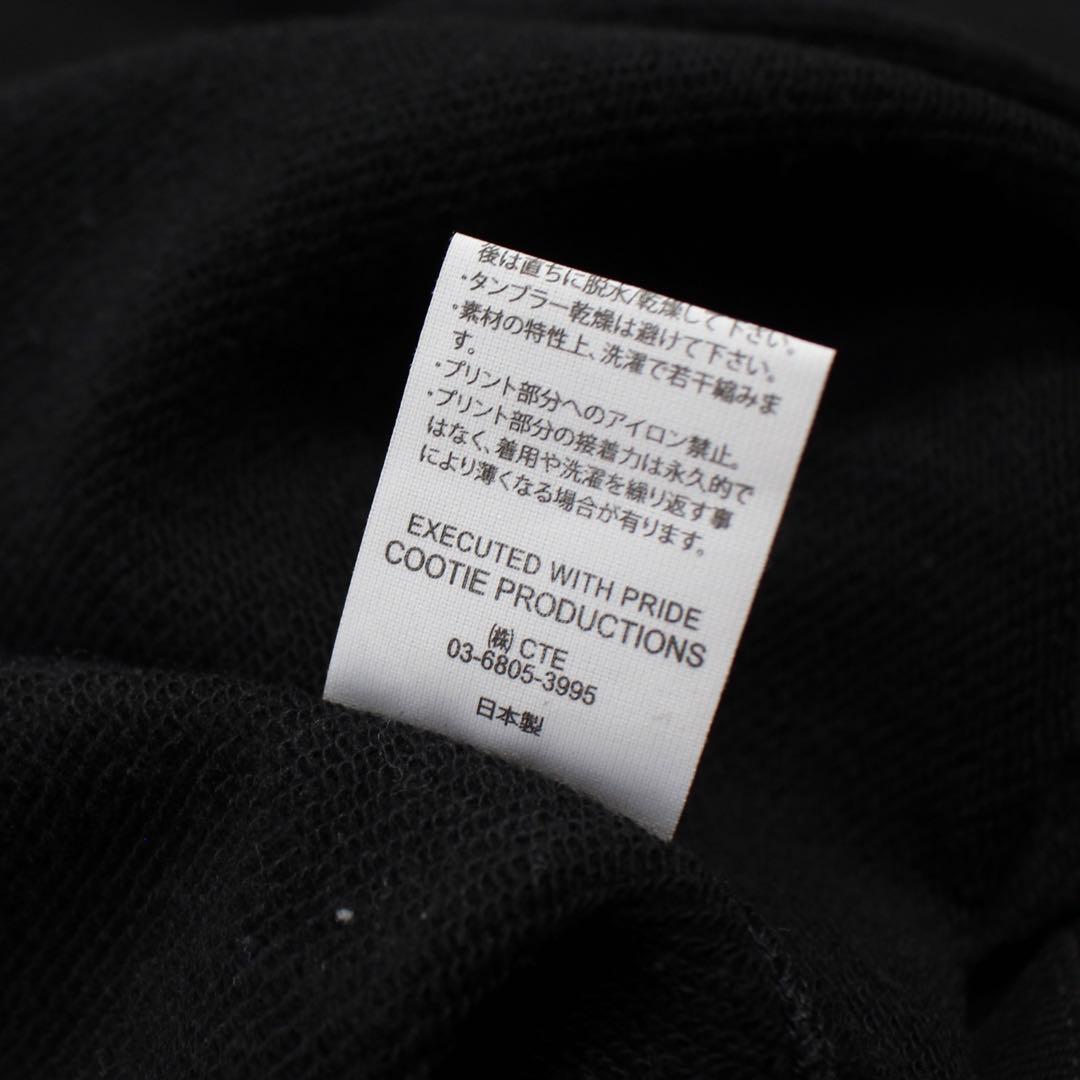 後は直ちに脱水/乾燥して下さい。
・タンブラー乾燥は避けて下さい。
・素材の特性上、洗濯で若干縮みま
す。
・プリント部分へのアイロン禁止。
・プリント部分の接着力は永久的で
はなく、着用や洗濯を繰り返す事
により薄くなる場合が有ります。
EXECUTED WITH PRIDE
COOTIE PRODUCTIONS
㈱ CTE
03-6805-3995
日本製